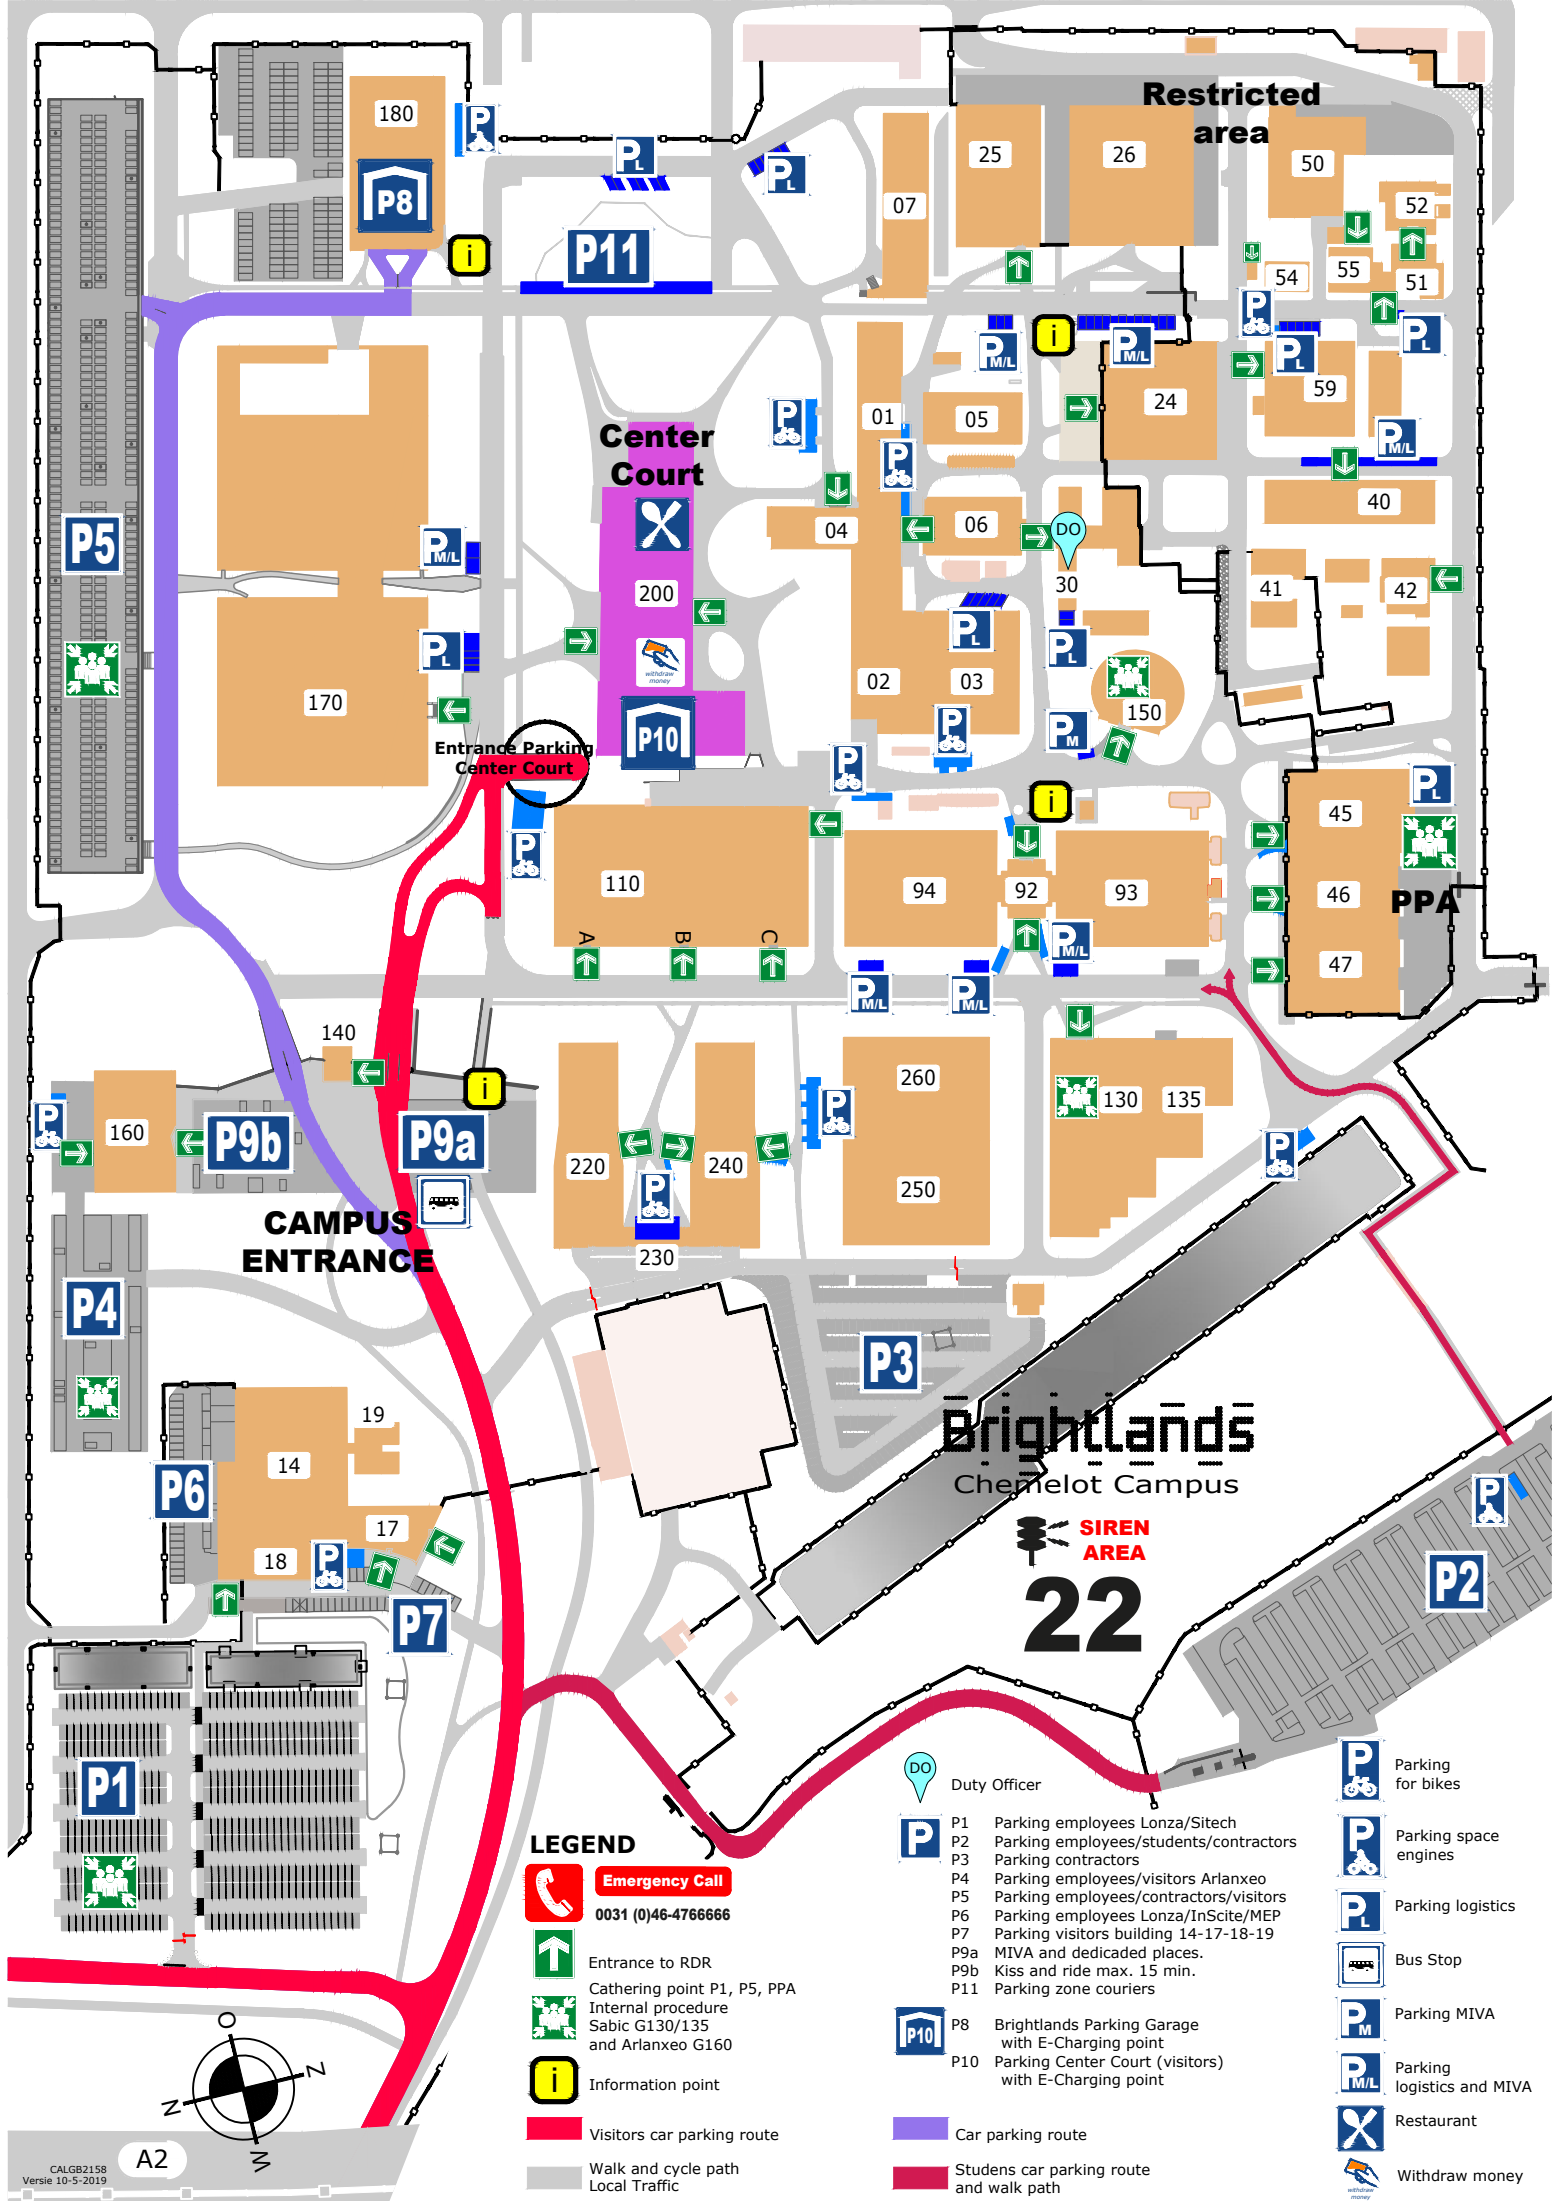 Restricted
area
180
P
P8
i
P
L
P
L
P11
07
25
26
50
52
55
54
51
P
P
L
P
L
i
P
M/L
P
M/L
24
59
P
M/L
01
05
P
P
Center
Court
P5
P
M/L
200
withdraw
money
04
06
DO
30
40
41
42
P
L
170
P10
02
03
P
L
P
L
150
P
M
P
P
Entrance Parking
Center Court
i
P
110
A
B
C
94
92
93
P
M/L
P
M/L
P
M/L
45
46
47
P
L
PPA
140
i
160
P
P9b
P9a
CAMPUS
ENTRANCE
220
240
230
P
260
250
P
130
135
P
P4
P3
19
14
P6
17
18
P
P7
Brightlands
Chemelot Campus
SIREN
AREA
22
P
P2
P1
LEGEND
Emergency Call
0031 (0)46-4766666
Entrance to RDR
Cathering point P1, P5, PPA
Internal procedure
Sabic G130/135
and Arlanxeo G160
i
Information point
Visitors car parking route
Walk and cycle path
Local Traffic
DO
Duty Officer
P
P1 Parking employees Lonza/Sitech
P2 Parking employees/students/contractors
P3 Parking contractors
P4 Parking employees/visitors Arlanxeo
P5 Parking employees/contractors/visitors
P6 Parking employees Lonza/InScite/MEP
P7 Parking visitors building 14-17-18-19
P9a MIVA and dedicaded places.
P9b Kiss and ride max. 15 min.
P11 Parking zone couriers
P10
P8 Brightlands Parking Garage
with E-Charging point
P10 Parking Center Court (visitors)
with E-Charging point
Car parking route
Studens car parking route
and walk path
P
Parking
for bikes
P
Parking space
engines
P
L
Parking logistics
Bus Stop
P
M
Parking MIVA
P
M/L
Parking
logistics and MIVA
Restaurant
withdraw
money
Withdraw money
O
N
Z
W
A2
CALGB2158
Versie 10-5-2019